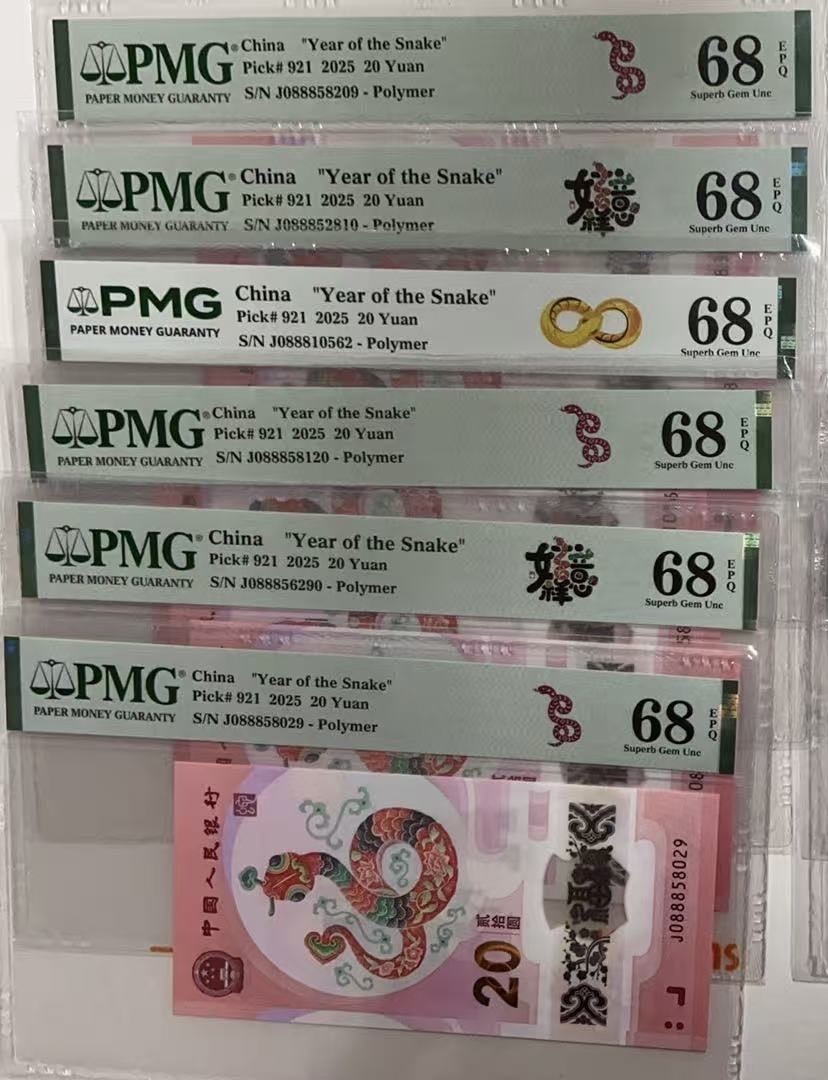 PMG®
PAPER MONEY GUARANTY
China "Year of the Snake"
Pick# 921 2025 20 Yuan
S/N J088858209 - Polymer
68
EPQ
Superb Gem Unc
PMG®
PAPER MONEY GUARANTY
China "Year of the Snake"
Pick# 921 2025 20 Yuan
S/N J088852810 - Polymer
68
EPQ
Superb Gem Unc
PMG
PAPER MONEY GUARANTY
China "Year of the Snake"
Pick# 921 2025 20 Yuan
S/N J088810562 - Polymer
68
EPQ
Superb Gem Unc
PMG®
PAPER MONEY GUARANTY
China "Year of the Snake"
Pick# 921 2025 20 Yuan
S/N J088858120 - Polymer
68
EPQ
Superb Gem Unc
PMG®
PAPER MONEY GUARANTY
China "Year of the Snake"
Pick# 921 2025 20 Yuan
S/N J088856290 - Polymer
68
EPQ
Superb Gem Unc
PMG®
PAPER MONEY GUARANTY
China "Year of the Snake"
Pick# 921 2025 20 Yuan
S/N J088858029 - Polymer
68
EPQ
Superb Gem Unc
中国人民银行
贰拾圆
20
J088858029